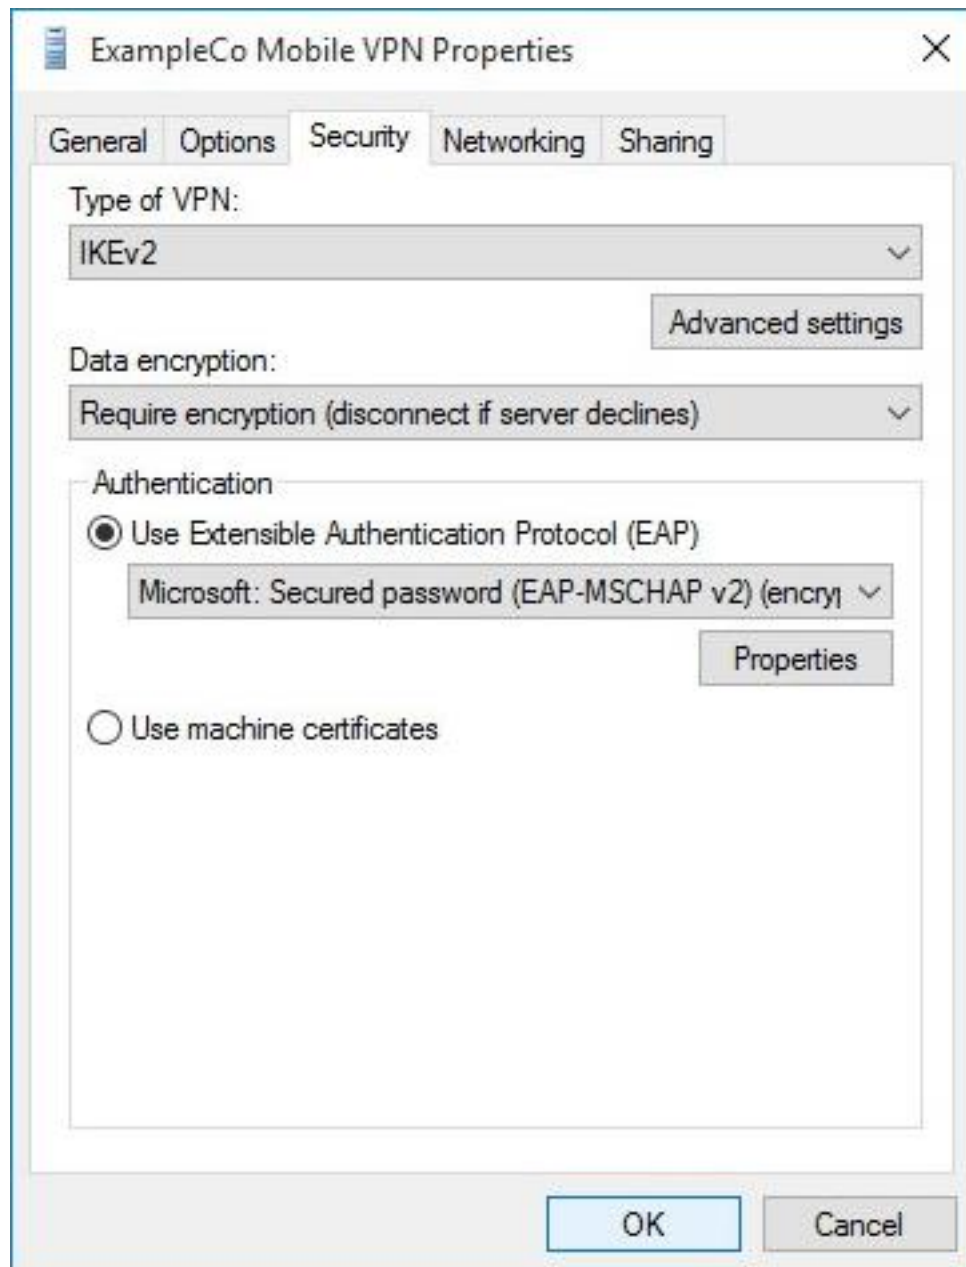 ExampleCo Mobile VPN Properties
General Options Security Networking Sharing
Type of VPN:
IKEv2
Advanced settings
Data encryption:
Require encryption (disconnect if server declines)
Authentication
Use Extensible Authentication Protocol (EAP)
Microsoft: Secured password (EAP-MSCHAP v2) (encry
Properties
Use machine certificates
OK Cancel